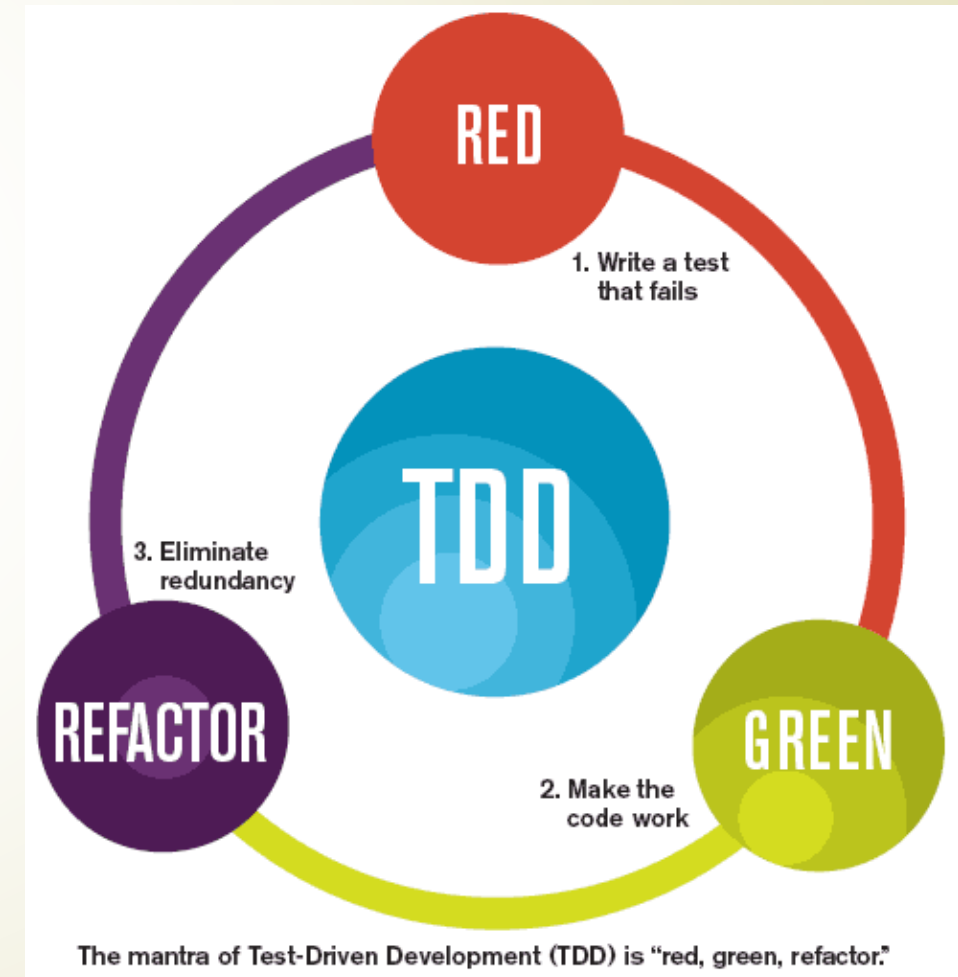 RED
1. Write a test
that fails
TDD
3. Eliminate
redundancy
REFACTOR
GREEN
2. Make the
code work
The mantra of Test-Driven Development (TDD) is “red, green, refactor.”